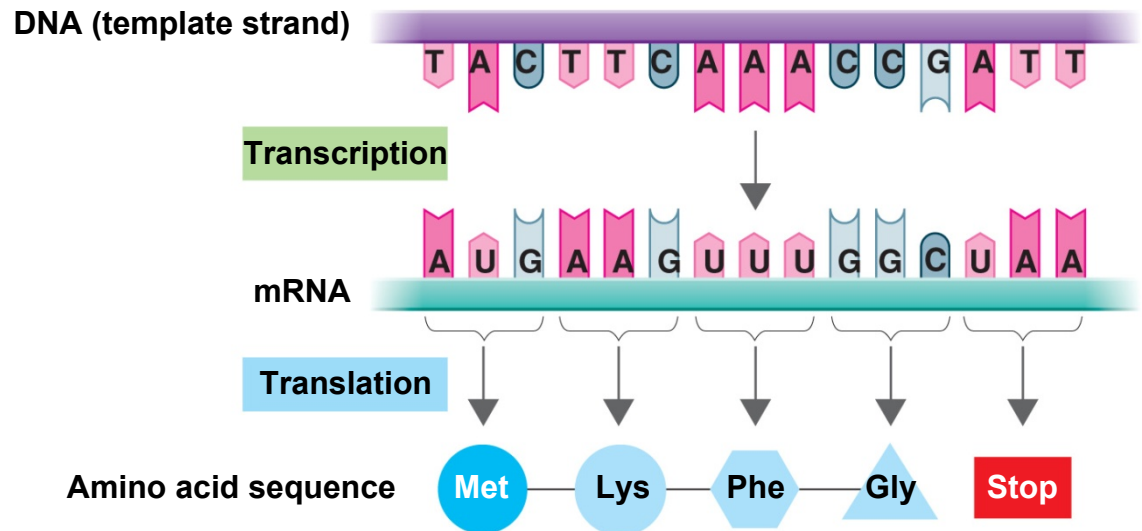 DNA (template strand)
T A C T T C A A A C C G A T T
Transcription
A U G A A G U U U G G C U A A
mRNA
Translation
Amino acid sequence Met Lys Phe Gly Stop